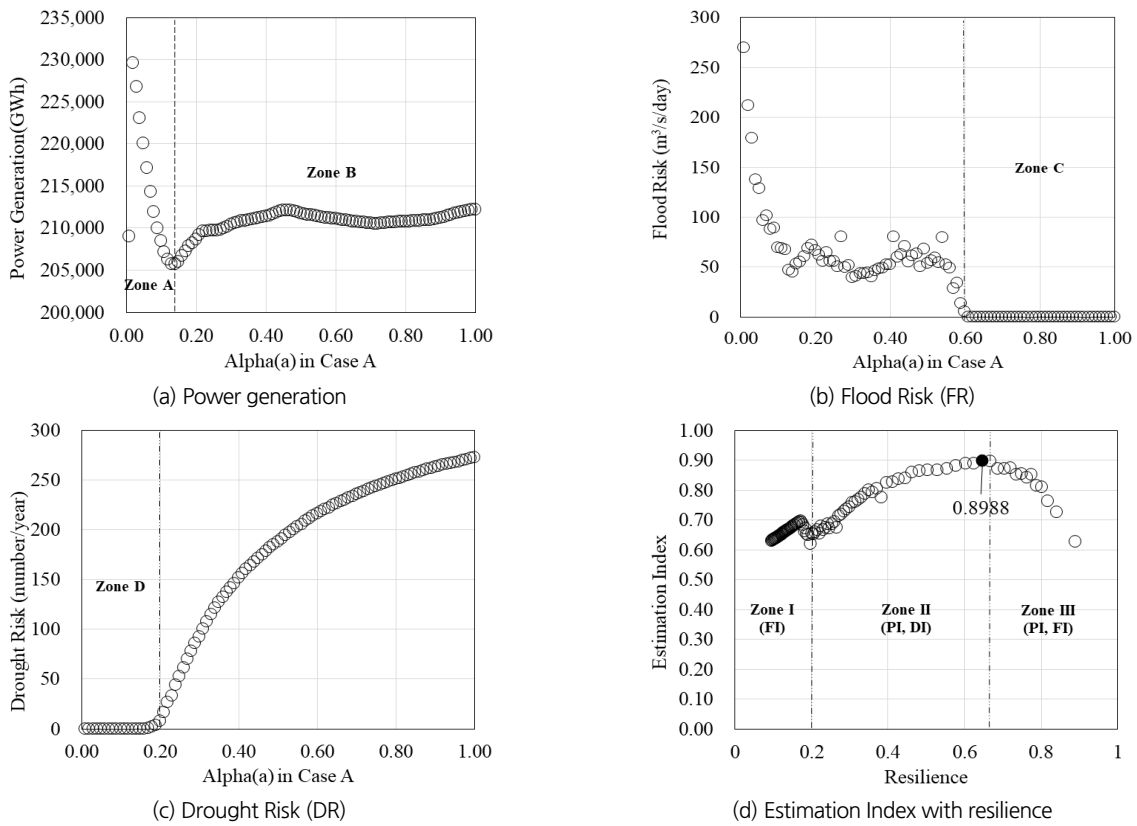 235,000
230,000
225,000
220,000
215,000
210,000
205,000
200,000
Power Generation(GWh)
Zone B
Zone A
0.00 0.20 0.40 0.60 0.80 1.00
Alpha(a) in Case A
(a) Power generation
300
250
200
150
100
50
0
Flood Risk (m³/s/day)
Zone C
0.00 0.20 0.40 0.60 0.80 1.00
Alpha(a) in Case A
(b) Flood Risk (FR)
300
250
200
150
100
50
0
Drought Risk (number/year)
Zone D
0.00 0.20 0.40 0.60 0.80 1.00
Alpha(a) in Case A
(c) Drought Risk (DR)
1.00
0.90
0.80
0.70
0.60
0.50
0.40
0.30
0.20
0.10
0.00
Estimation Index
0.8988
Zone I
(FI)
Zone II
(PI, DI)
Zone III
(PI, FI)
0 0.2 0.4 0.6 0.8 1
Resilience
(d) Estimation Index with resilience